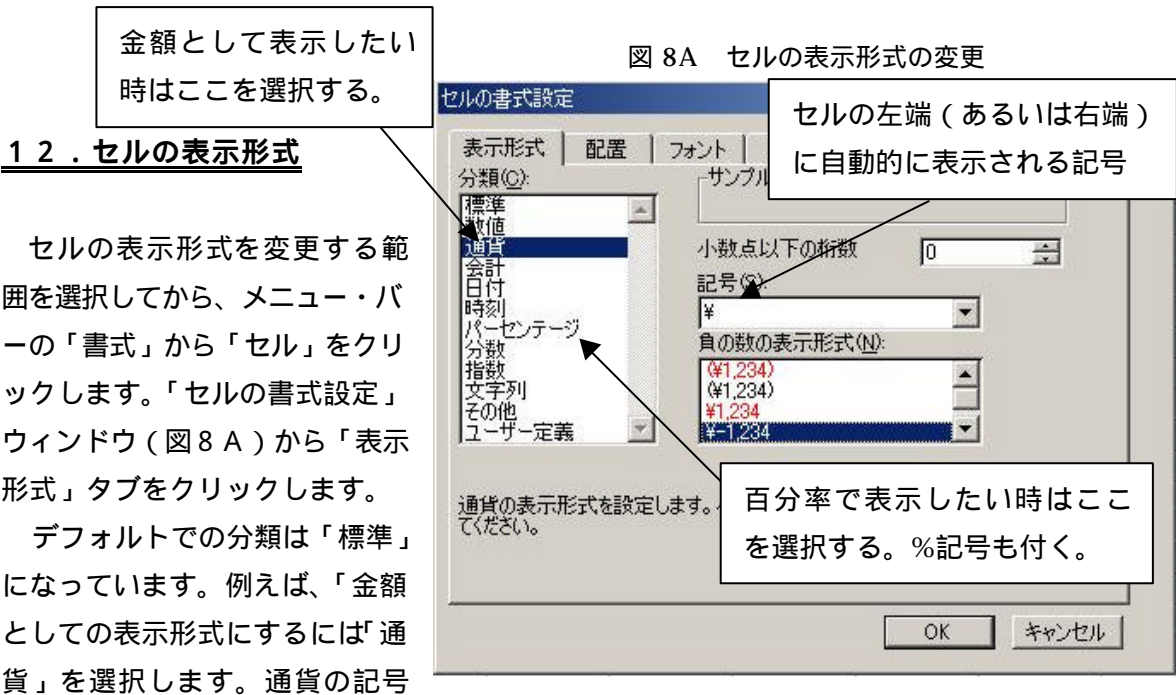 金額として表示したい
時はここを選択する。
図 8A　セルの表示形式の変更
セルの書式設定
セルの左端（あるいは右端）
に自動的に表示される記号
１２．セルの表示形式
表示形式
配置
フォント
分類(C):
サンプル
標準
数値
通貨
会計
日付
時刻
パーセンテージ
分数
指数
文字列
その他
ユーザー定義
小数点以下の桁数
0
記号(S):
¥
負の数の表示形式(N):
(¥1,234)
(¥1,234)
¥1,234
¥-1,234
通貨の表示形式を設定します。
てください。
百分率で表示したい時はここ
を選択する。%記号も付く。
OK
キャンセル
セルの表示形式を変更する範
囲を選択してから、メニュー・バ
ーの「書式」から「セル」をクリ
ックします。「セルの書式設定」
ウィンドウ（図８Ａ）から「表示
形式」タブをクリックします。
デフォルトでの分類は「標準」
になっています。例えば、「金額
としての表示形式にするには「通
貨」を選択します。通貨の記号